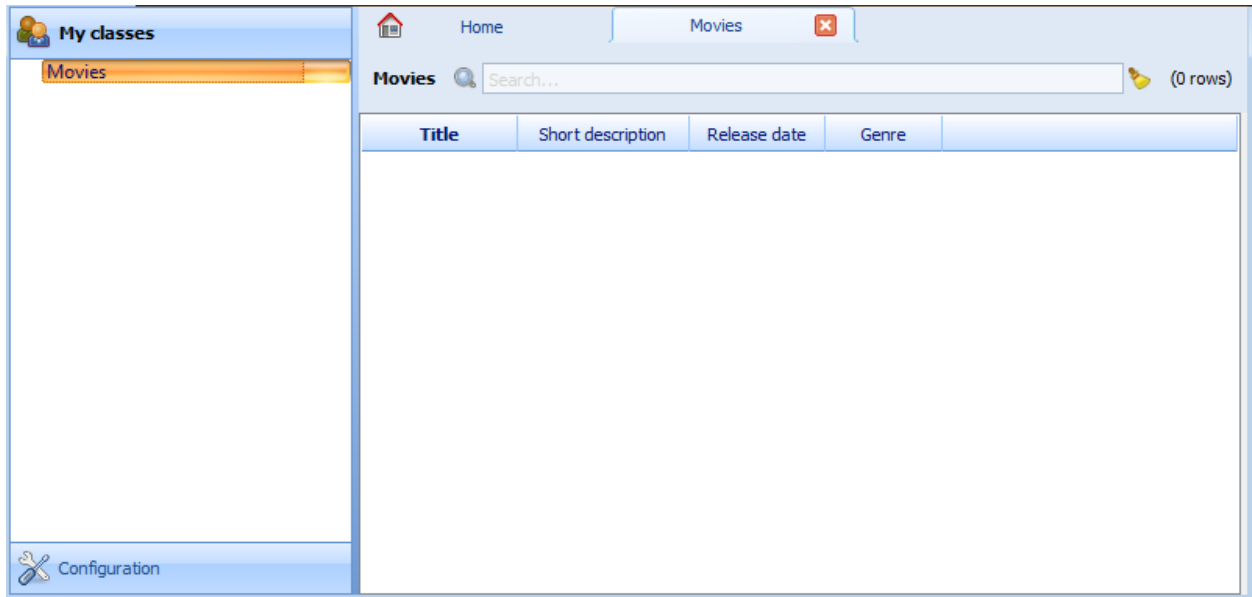 My classes
Movies
Configuration
Home
Movies
Movies Search... (0 rows)
Title Short description Release date Genre